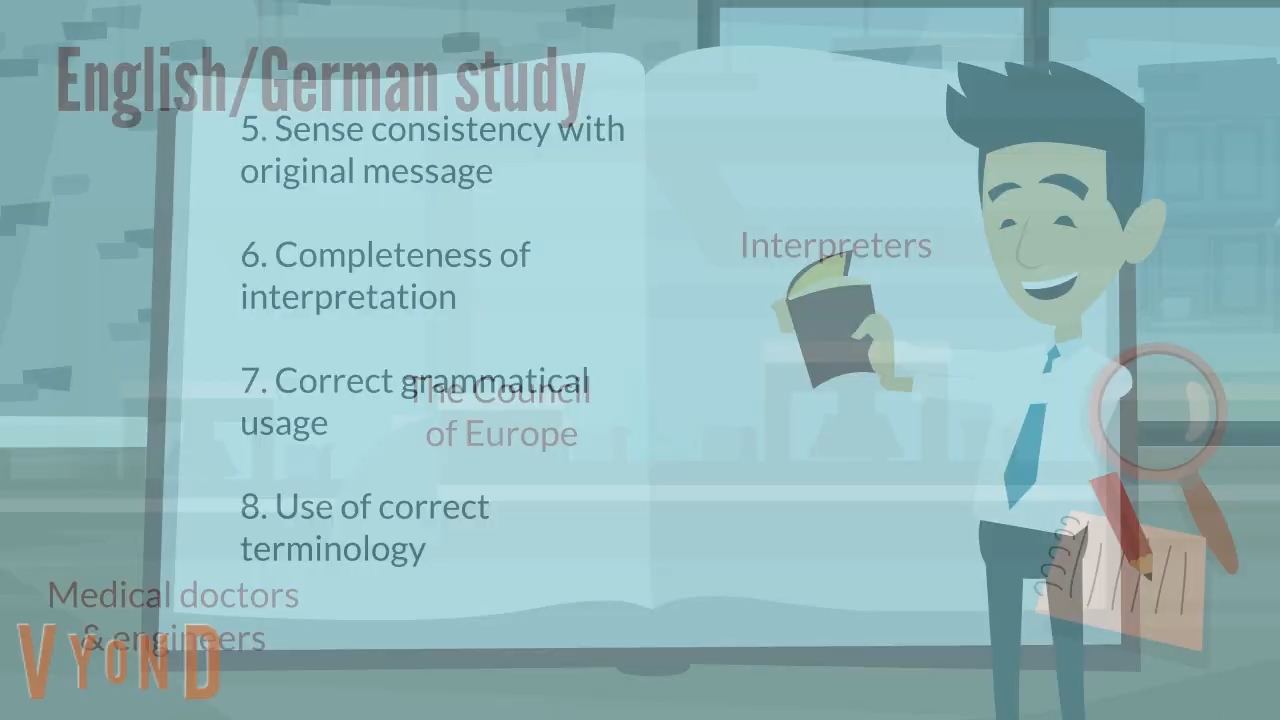 English/German study
5. Sense consistency with
original message
Interpreters
6. Completeness of
interpretation
7. Correct grammatical
usage
The Council
of Europe
8. Use of correct
terminology
Medical doctors
& engineers
VYOND